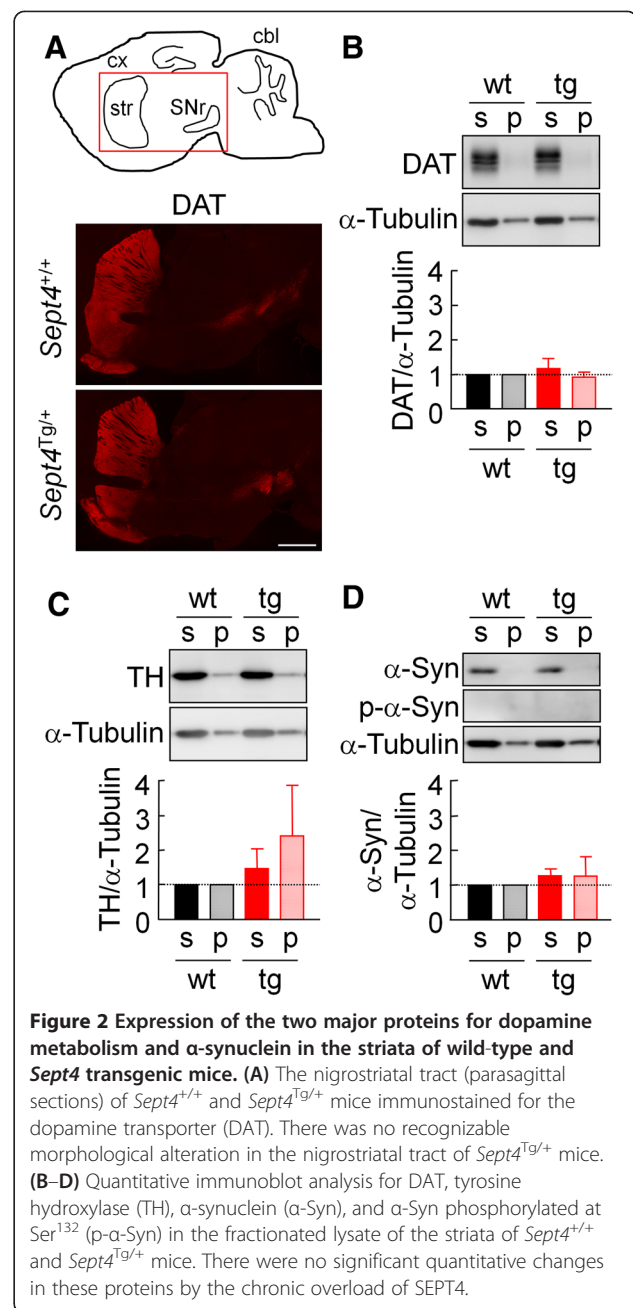 A
cbl
cx
str
SNr
DAT
Sept4+/+
Sept4Tg/+
B
wt tg
s p s p
DAT
α-Tubulin
DAT/α-Tubulin
4
3
2
1
0
s p s p
wt tg
C
wt tg
s p s p
TH
α-Tubulin
TH/α-Tubulin
4
3
2
1
0
s p s p
wt tg
D
wt tg
s p s p
α-Syn
p-α-Syn
α-Tubulin
α-Syn/
α-Tubulin
4
3
2
1
0
s p s p
wt tg
Figure 2 Expression of the two major proteins for dopamine
metabolism and α-synuclein in the striata of wild-type and
Sept4 transgenic mice. (A) The nigrostriatal tract (parasagittal
sections) of Sept4+/+ and Sept4Tg/+ mice immunostained for the
dopamine transporter (DAT). There was no recognizable
morphological alteration in the nigrostriatal tract of Sept4Tg/+ mice.
(B–D) Quantitative immunoblot analysis for DAT, tyrosine
hydroxylase (TH), α-synuclein (α-Syn), and α-Syn phosphorylated at
Ser132 (p-α-Syn) in the fractionated lysate of the striata of Sept4+/+
and Sept4Tg/+ mice. There were no significant quantitative changes
in these proteins by the chronic overload of SEPT4.